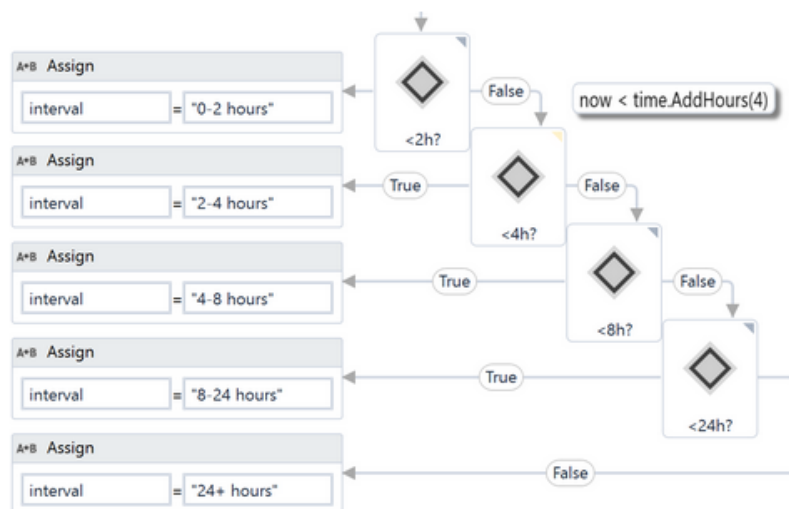 A*B Assign
interval = "0-2 hours"
<2h?
False
now < time.AddHours(4)
A*B Assign
interval = "2-4 hours"
True
<4h?
False
A*B Assign
interval = "4-8 hours"
True
<8h?
False
A*B Assign
interval = "8-24 hours"
True
<24h?
A*B Assign
interval = "24+ hours"
False